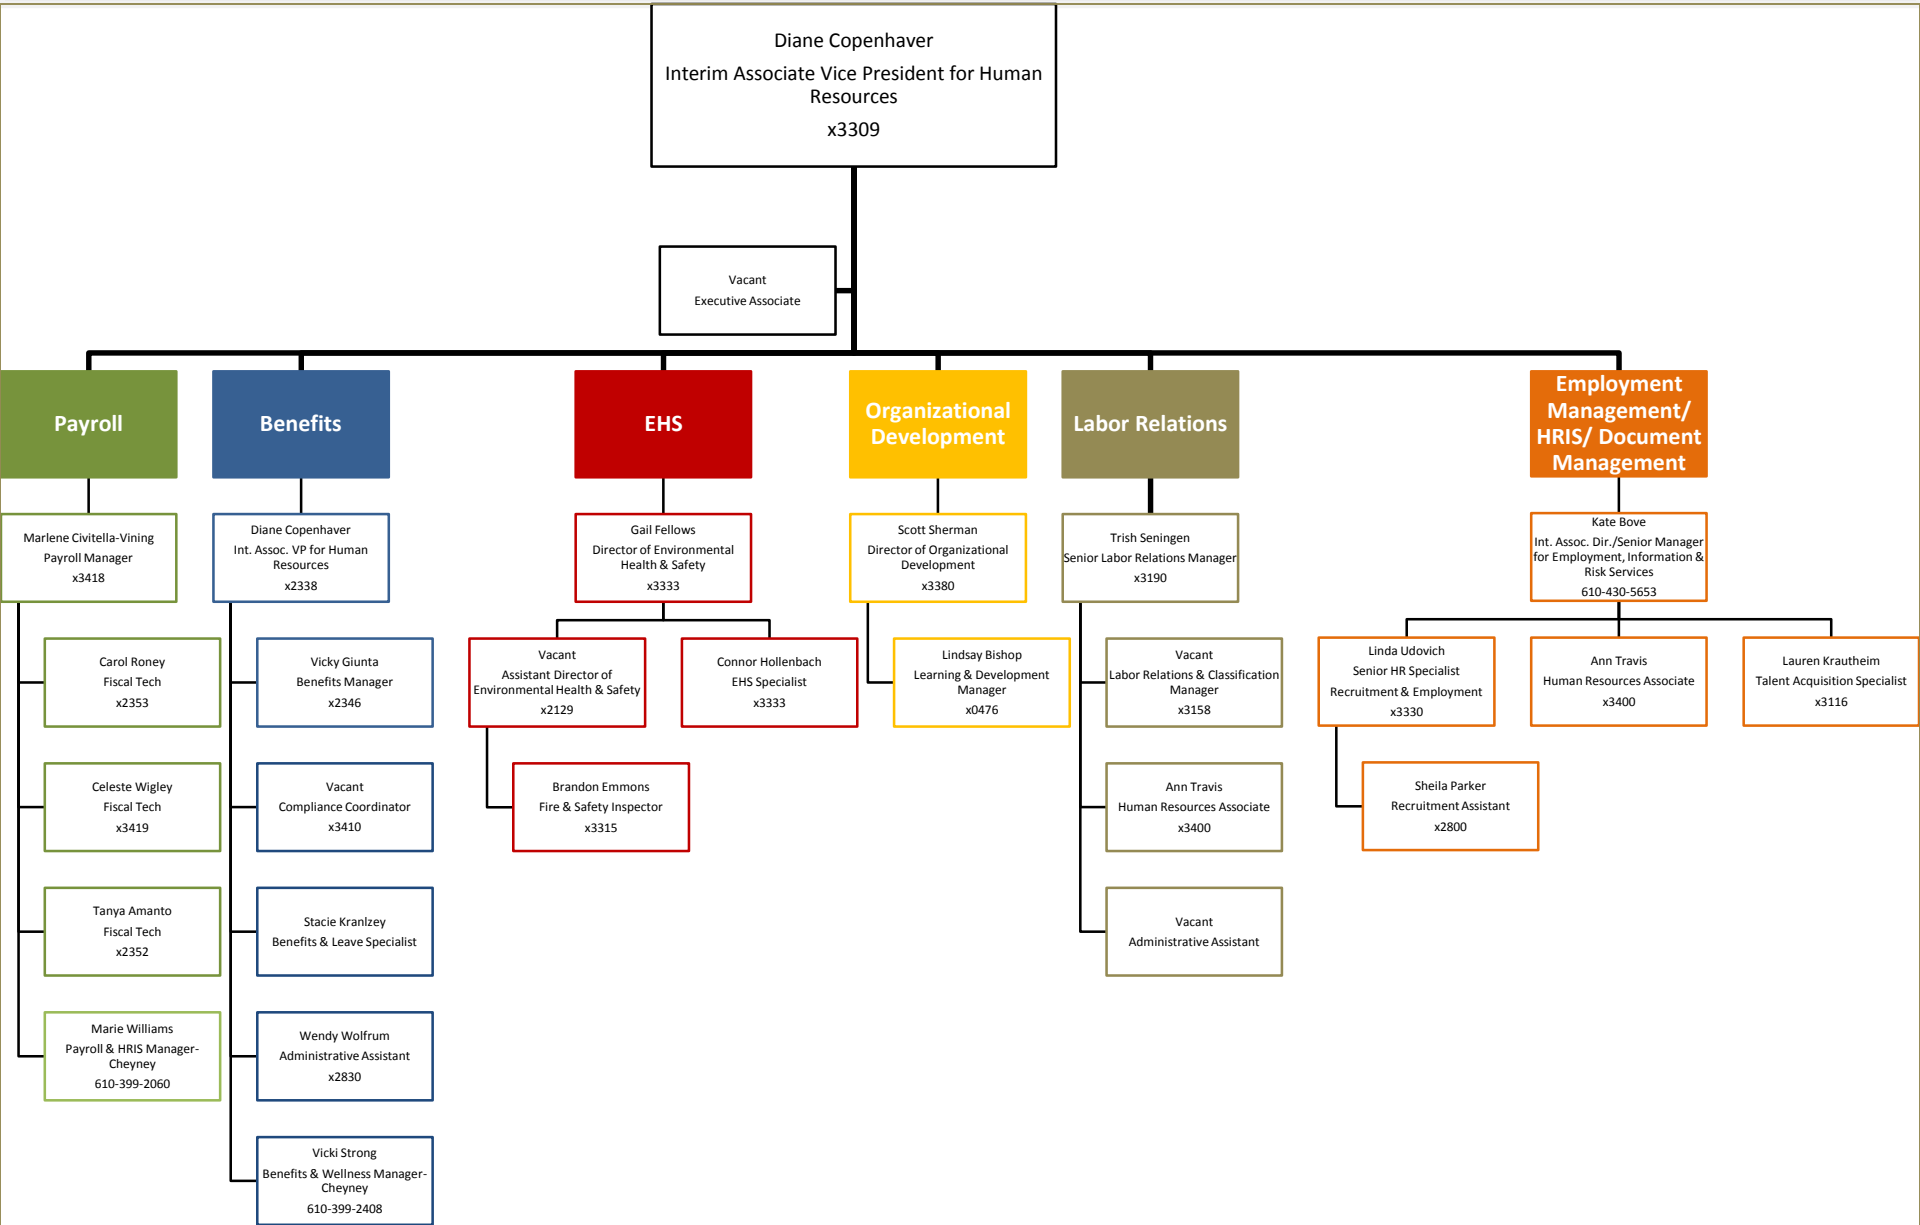 Diane Copenhaver
Interim Associate Vice President for Human
Resources
x3309
Vacant
Executive Associate
Payroll
Benefits
EHS
Organizational
Development
Labor Relations
Employment
Management/
HRIS/ Document
Management
Marlene Civitella-Vining
Payroll Manager
x3418
Diane Copenhaver
Int. Assoc. VP for Human
Resources
x2338
Gail Fellows
Director of Environmental
Health & Safety
x3333
Scott Sherman
Director of Organizational
Development
x3380
Trish Seningen
Senior Labor Relations Manager
x3190
Kate Bove
Int. Assoc. Dir./Senior Manager
for Employment, Information &
Risk Services
610-430-5653
Carol Roney
Fiscal Tech
x2353
Vicky Giunta
Benefits Manager
x2346
Vacant
Assistant Director of
Environmental Health & Safety
x2129
Connor Hollenbach
EHS Specialist
x3333
Lindsay Bishop
Learning & Development
Manager
x0476
Vacant
Labor Relations & Classification
Manager
x3158
Linda Udovich
Senior HR Specialist
Recruitment & Employment
x3330
Ann Travis
Human Resources Associate
x3400
Lauren Krautheim
Talent Acquisition Specialist
x3116
Celeste Wigley
Fiscal Tech
x3419
Vacant
Compliance Coordinator
x3410
Brandon Emmons
Fire & Safety Inspector
x3315
Ann Travis
Human Resources Associate
x3400
Sheila Parker
Recruitment Assistant
x2800
Tanya Amanto
Fiscal Tech
x2352
Stacie Kranlzey
Benefits & Leave Specialist
Vacant
Administrative Assistant
Marie Williams
Payroll & HRIS Manager-
Cheyney
610-399-2060
Wendy Wolfrum
Administrative Assistant
x2830
Vicki Strong
Benefits & Wellness Manager-
Cheyney
610-399-2408